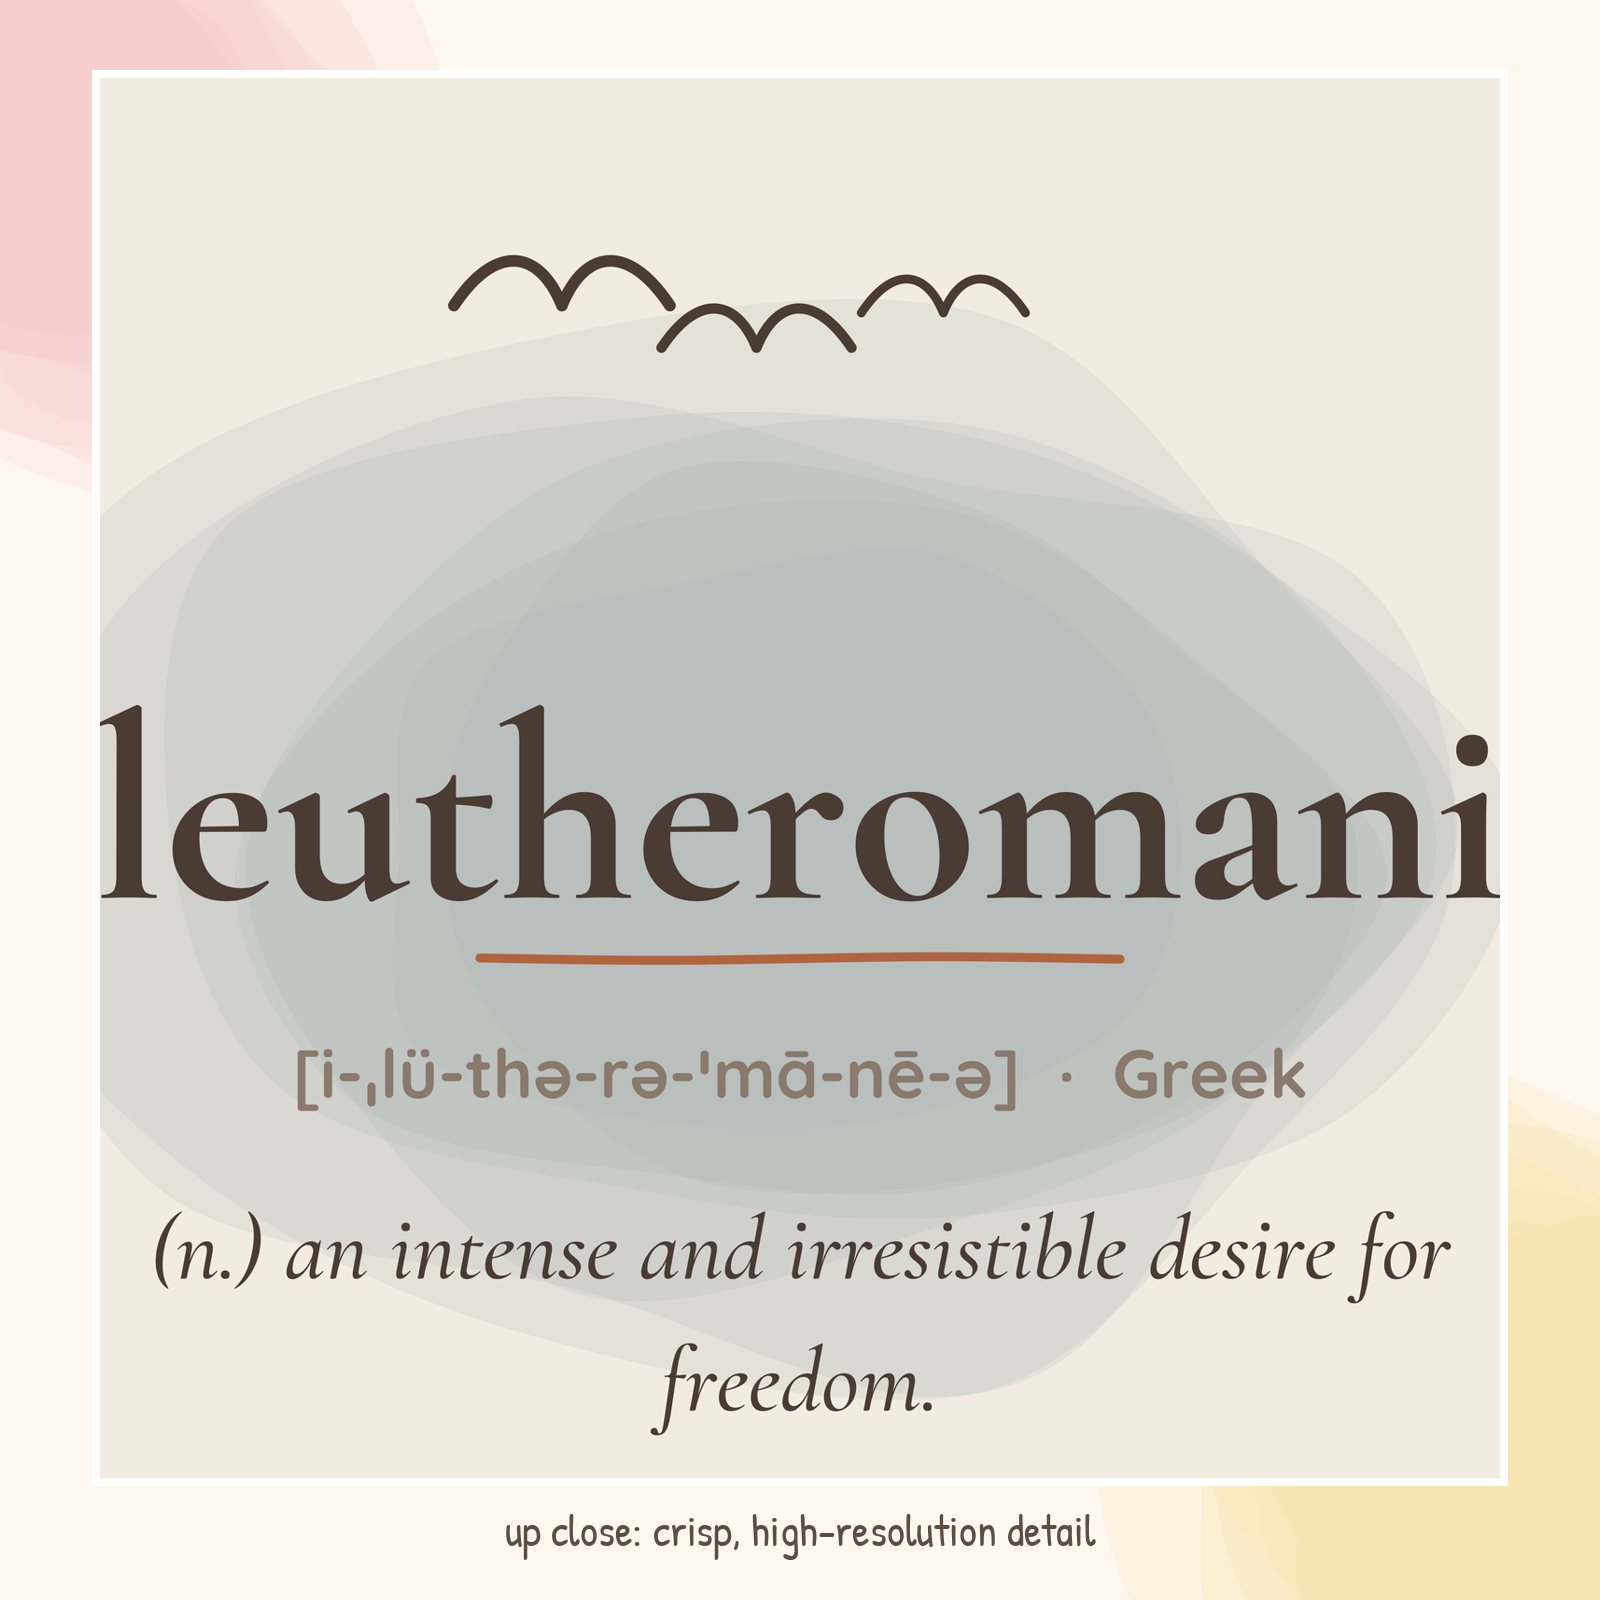 leutheromani
[i-ˌlü-thə-rə-ˈmā-nē-ə] · Greek
(n.) an intense and irresistible desire for
freedom.
up close: crisp, high-resolution detail